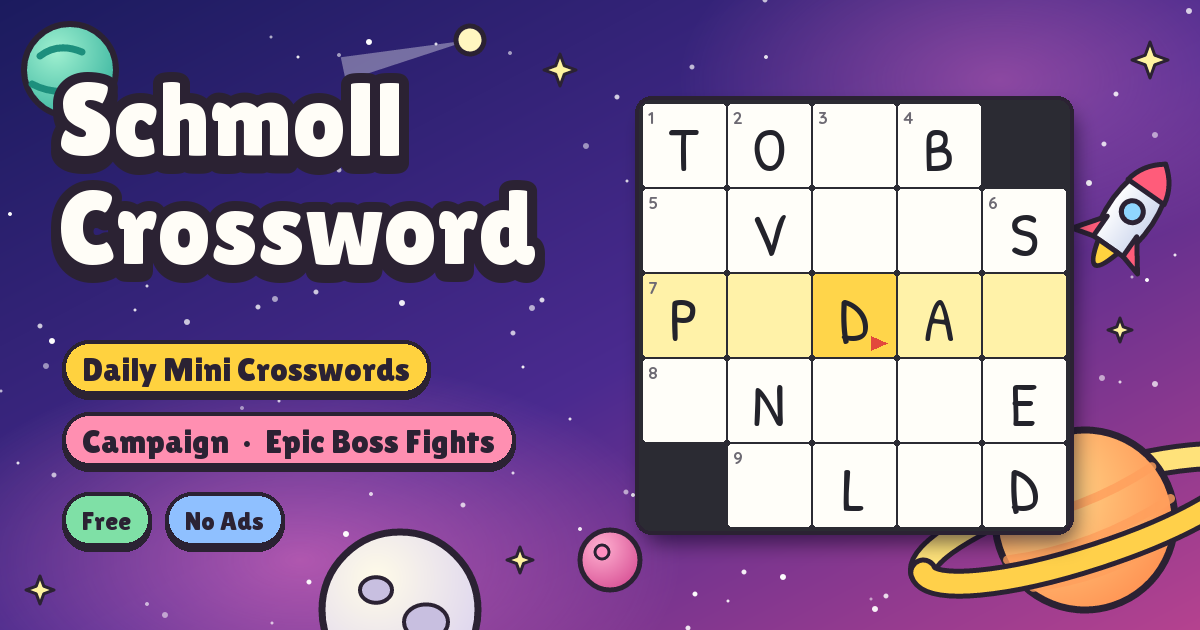 Schmoll
Crossword
Daily Mini Crosswords
Campaign · Epic Boss Fights
Free No Ads
1 T 2 O 3 4 B
5 V 6 S
7 P D A
8 N E
9 L D